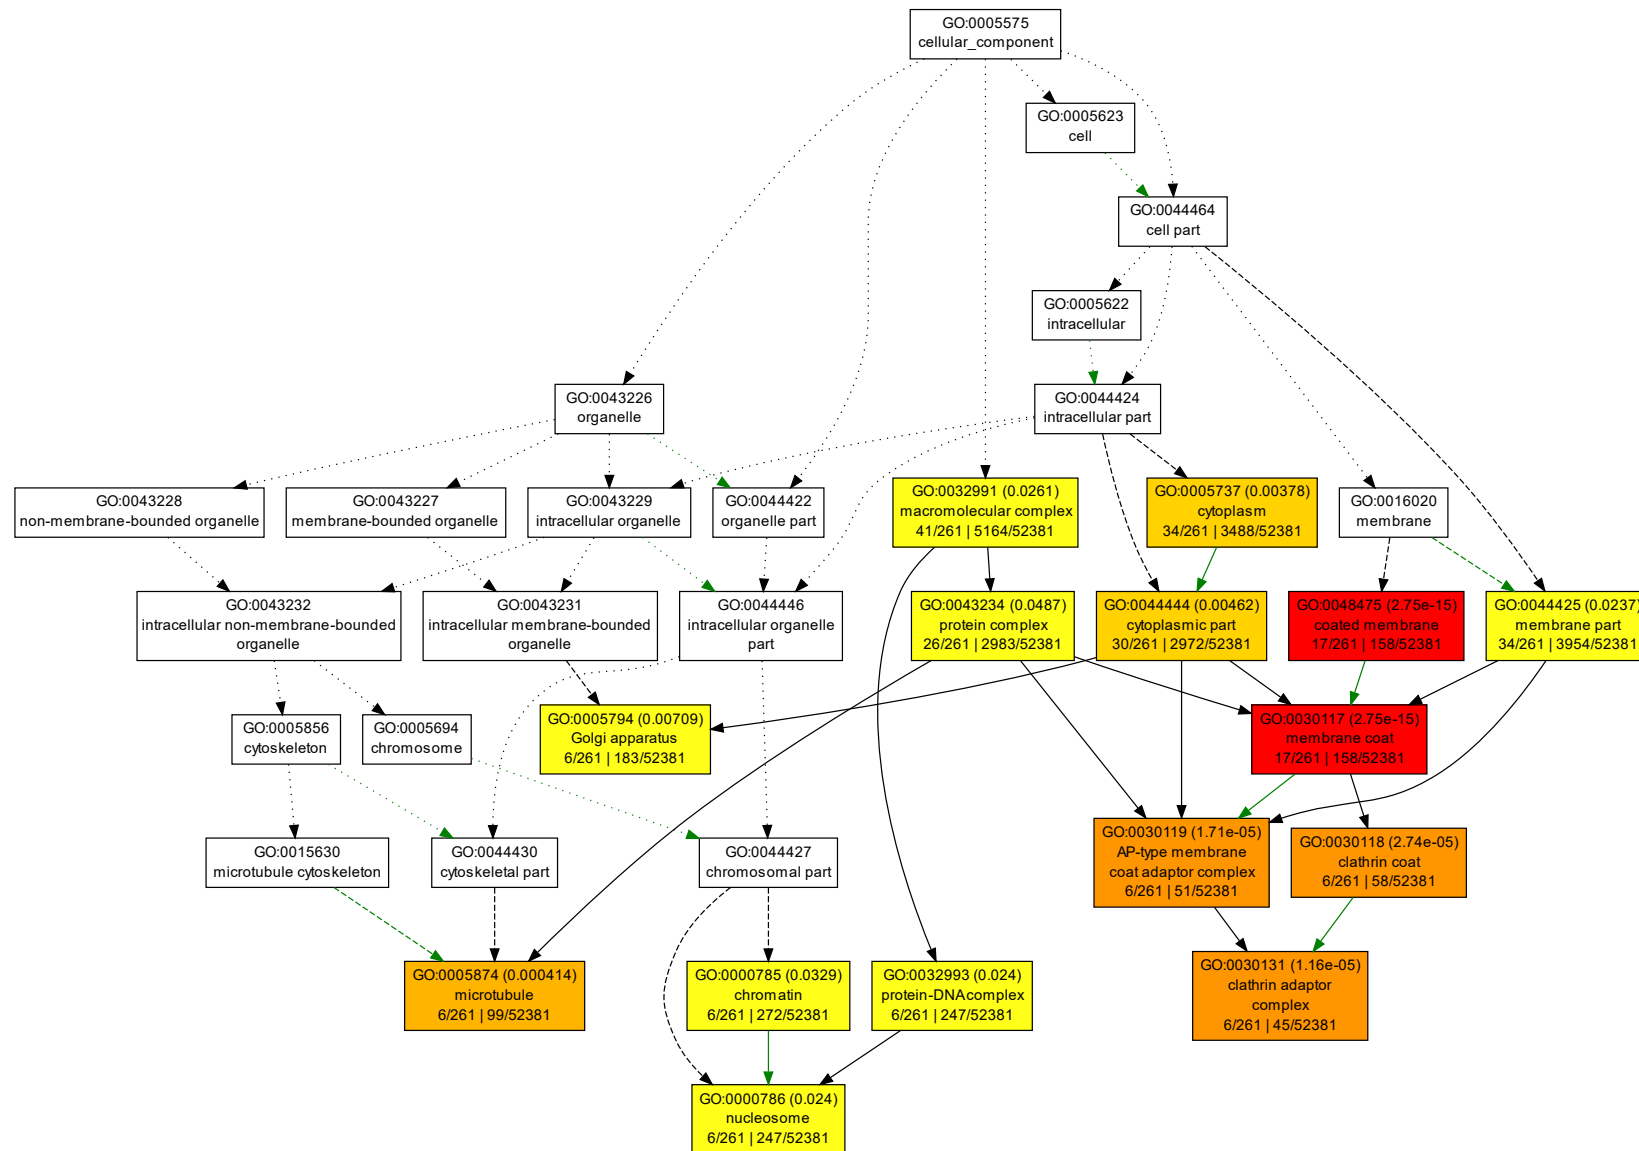 GO:0005575
cellular_component
GO:0005623
cell
GO:0044464
cell part
GO:0005622
intracellular
GO:0043226
organelle
GO:0044424
intracellular part
GO:0043228
non-membrane-bounded organelle
GO:0043227
membrane-bounded organelle
GO:0043229
intracellular organelle
GO:0044422
organelle part
GO:0032991 (0.0261)
macromolecular complex
41/261 | 5164/52381
GO:0005737 (0.00378)
cytoplasm
34/261 | 3488/52381
GO:0016020
membrane
GO:0043232
intracellular non-membrane-bounded
organelle
GO:0043231
intracellular membrane-bounded
organelle
GO:0044446
intracellular organelle
part
GO:0043234 (0.0487)
protein complex
26/261 | 2983/52381
GO:0044444 (0.00462)
cytoplasmic part
30/261 | 2972/52381
GO:0048475 (2.75e-15)
coated membrane
17/261 | 158/52381
GO:0044425 (0.0237)
membrane part
34/261 | 3954/52381
GO:0005856
cytoskeleton
GO:0005694
chromosome
GO:0005794 (0.00709)
Golgi apparatus
6/261 | 183/52381
GO:0030117 (2.75e-15)
membrane coat
17/261 | 158/52381
GO:0015630
microtubule cytoskeleton
GO:0044430
cytoskeletal part
GO:0044427
chromosomal part
GO:0030119 (1.71e-05)
AP-type membrane
coat adaptor complex
6/261 | 51/52381
GO:0030118 (2.74e-05)
clathrin coat
6/261 | 58/52381
GO:0005874 (0.000414)
microtubule
6/261 | 99/52381
GO:0000785 (0.0329)
chromatin
6/261 | 272/52381
GO:0032993 (0.024)
protein-DNA complex
6/261 | 247/52381
GO:0030131 (1.16e-05)
clathrin adaptor
complex
6/261 | 45/52381
GO:0000786 (0.024)
nucleosome
6/261 | 247/52381